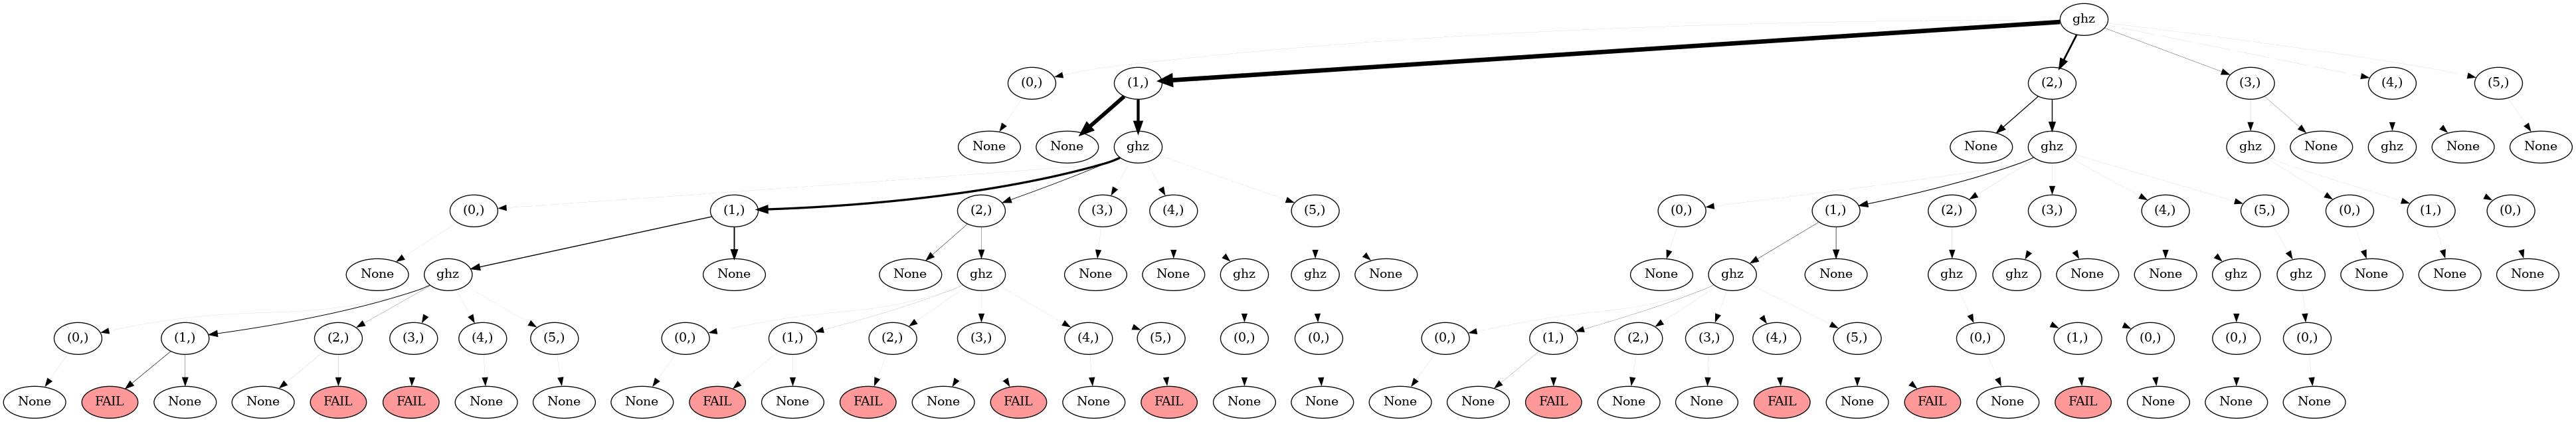 ghz
(0,) (1,) (2,) (3,) (4,) (5,)
None None ghz None ghz ghz None ghz None None
(0,) (1,) (2,) (3,) (4,) (5,) (0,) (1,) (2,) (3,) (4,) (5,) (0,) (1,) (0,)
None ghz None None ghz None None ghz ghz None None ghz None ghz ghz None None ghz ghz None None None
(0,) (1,) (2,) (3,) (4,) (5,) (0,) (1,) (2,) (3,) (4,) (5,) (0,) (0,) (0,) (1,) (2,) (3,) (4,) (5,) (0,) (1,) (0,) (0,) (0,)
None FAIL None None FAIL FAIL None None None FAIL None FAIL None FAIL None FAIL None None None None FAIL None None FAIL None FAIL None FAIL None None None